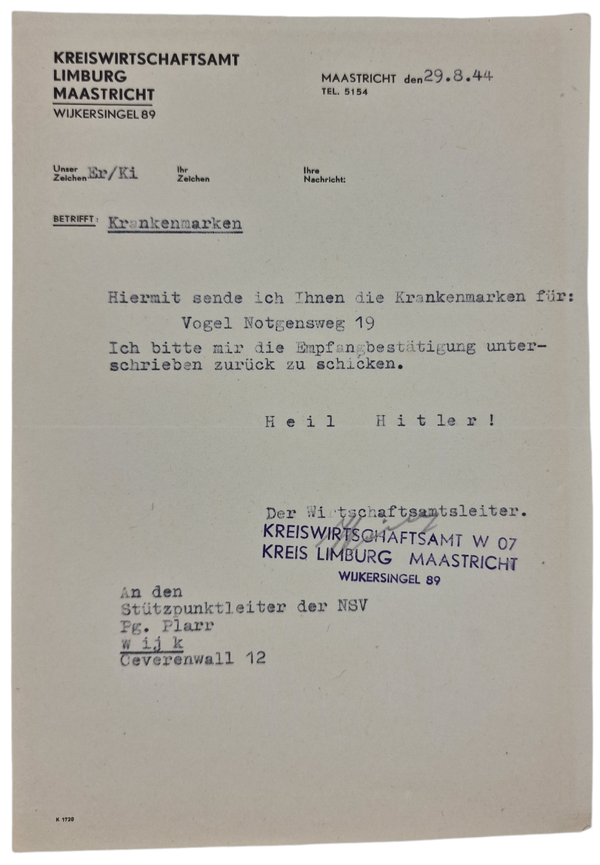 KREISWIRTSCHAFTSAMT
LIMBURG
MAASTRICHT
WIJKERSINGEL 89
MAASTRICHT den 29.8.44
TEL. 5154
Unser Zeichen Er/Ki
Ihr Zeichen
Ihre Nachricht:
BETRIFFT: Krankenmarken
Hiermit sende ich Ihnen die Krankenmarken für:
Vogel Notgensweg 19
Ich bitte mir die Empfangbestätigung unter-
schrieben zurück zu schicken.
Heil Hitler!
Der Wirtschaftsamtsleiter.
KREISWIRTSCHAFTSAMT W 07
KREIS LIMBURG MAASTRICHT
WIJKERSINGEL 89
An den
Stützpunktleiter der NSV
Pg. Plarr
Wijk
Ceverenwall 12
K 1728